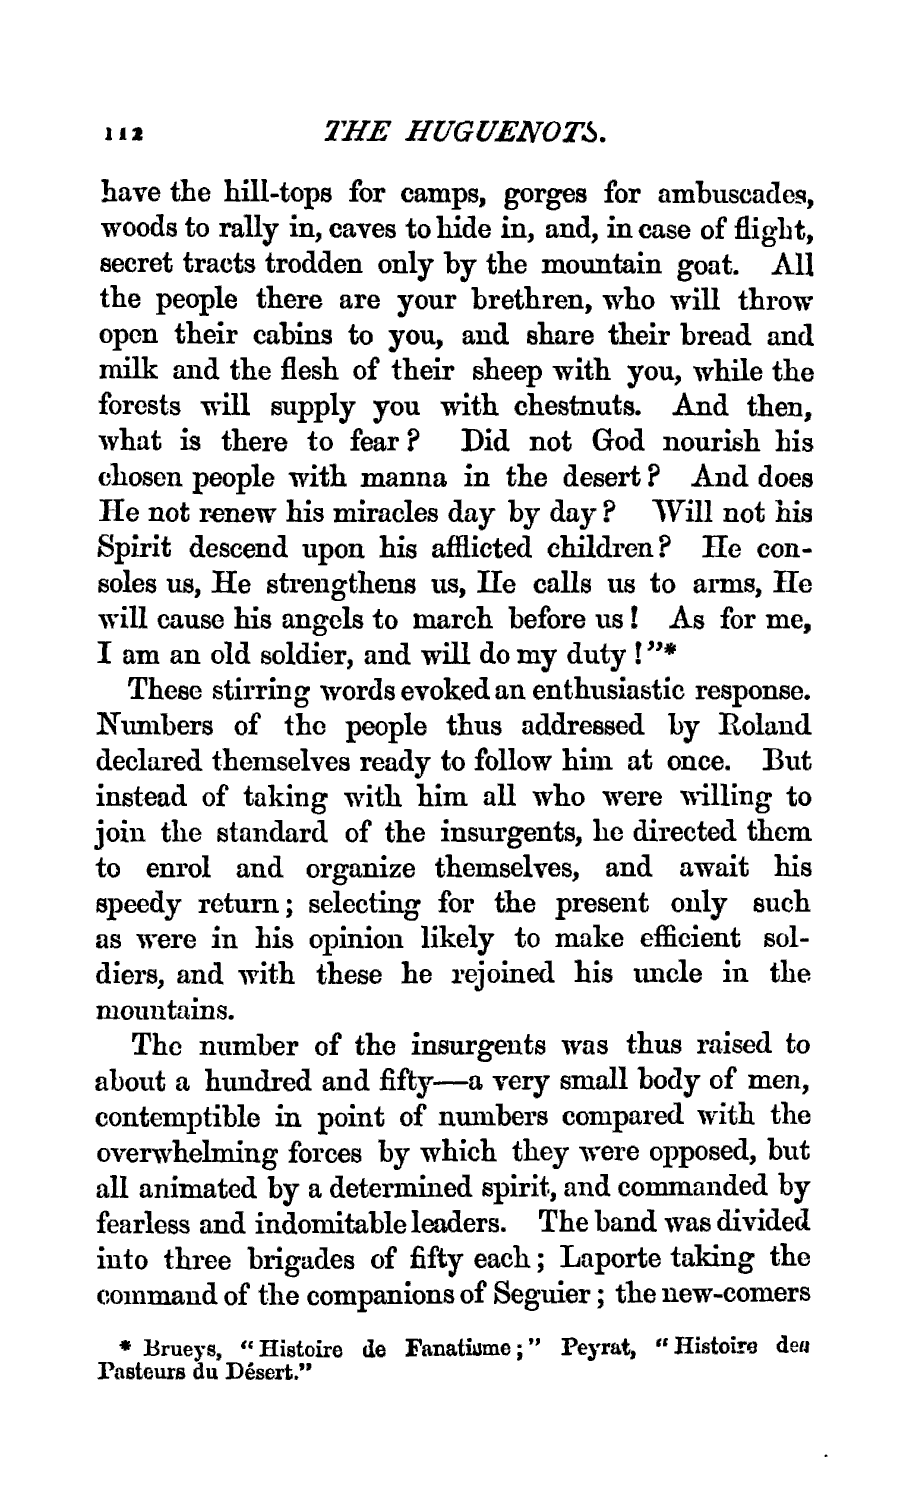 112 THE HUGUENOTS.
have the hill-tops for camps, gorges for ambuscades,
woods to rally in, caves to hide in, and, in case of flight,
secret tracts trodden only by the mountain goat. All
the people there are your brethren, who will throw
open their cabins to you, and share their bread and
milk and the flesh of their sheep with you, while the
forests will supply you with chestnuts. And then,
what is there to fear? Did not God nourish his
chosen people with manna in the desert? And does
He not renew his miracles day by day? Will not his
Spirit descend upon his afflicted children? He con-
soles us, He strengthens us, He calls us to arms, He
will cause his angels to march before us! As for me,
I am an old soldier, and will do my duty!"*
These stirring words evoked an enthusiastic response.
Numbers of the people thus addressed by Roland
declared themselves ready to follow him at once. But
instead of taking with him all who were willing to
join the standard of the insurgents, he directed them
to enrol and organize themselves, and await his
speedy return; selecting for the present only such
as were in his opinion likely to make efficient sol-
diers, and with these he rejoined his uncle in the
mountains.
The number of the insurgents was thus raised to
about a hundred and fifty—a very small body of men,
contemptible in point of numbers compared with the
overwhelming forces by which they were opposed, but
all animated by a determined spirit, and commanded by
fearless and indomitable leaders. The band was divided
into three brigades of fifty each; Laporte taking the
command of the companions of Seguier; the new-comers
* Brueys, "Histoire de Fanatisme;" Peyrat, "Histoire des
Pasteurs du Désert."